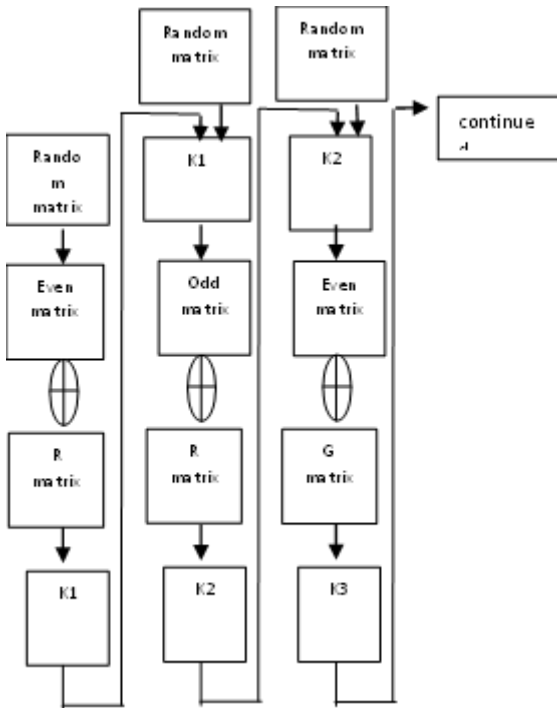 Random
matrix
Random
matrix
continue
d
K1
K2
Rando
m
matrix
Even
matrix
Odd
matrix
Even
matrix
R
matrix
R
matrix
G
matrix
K1
K2
K3